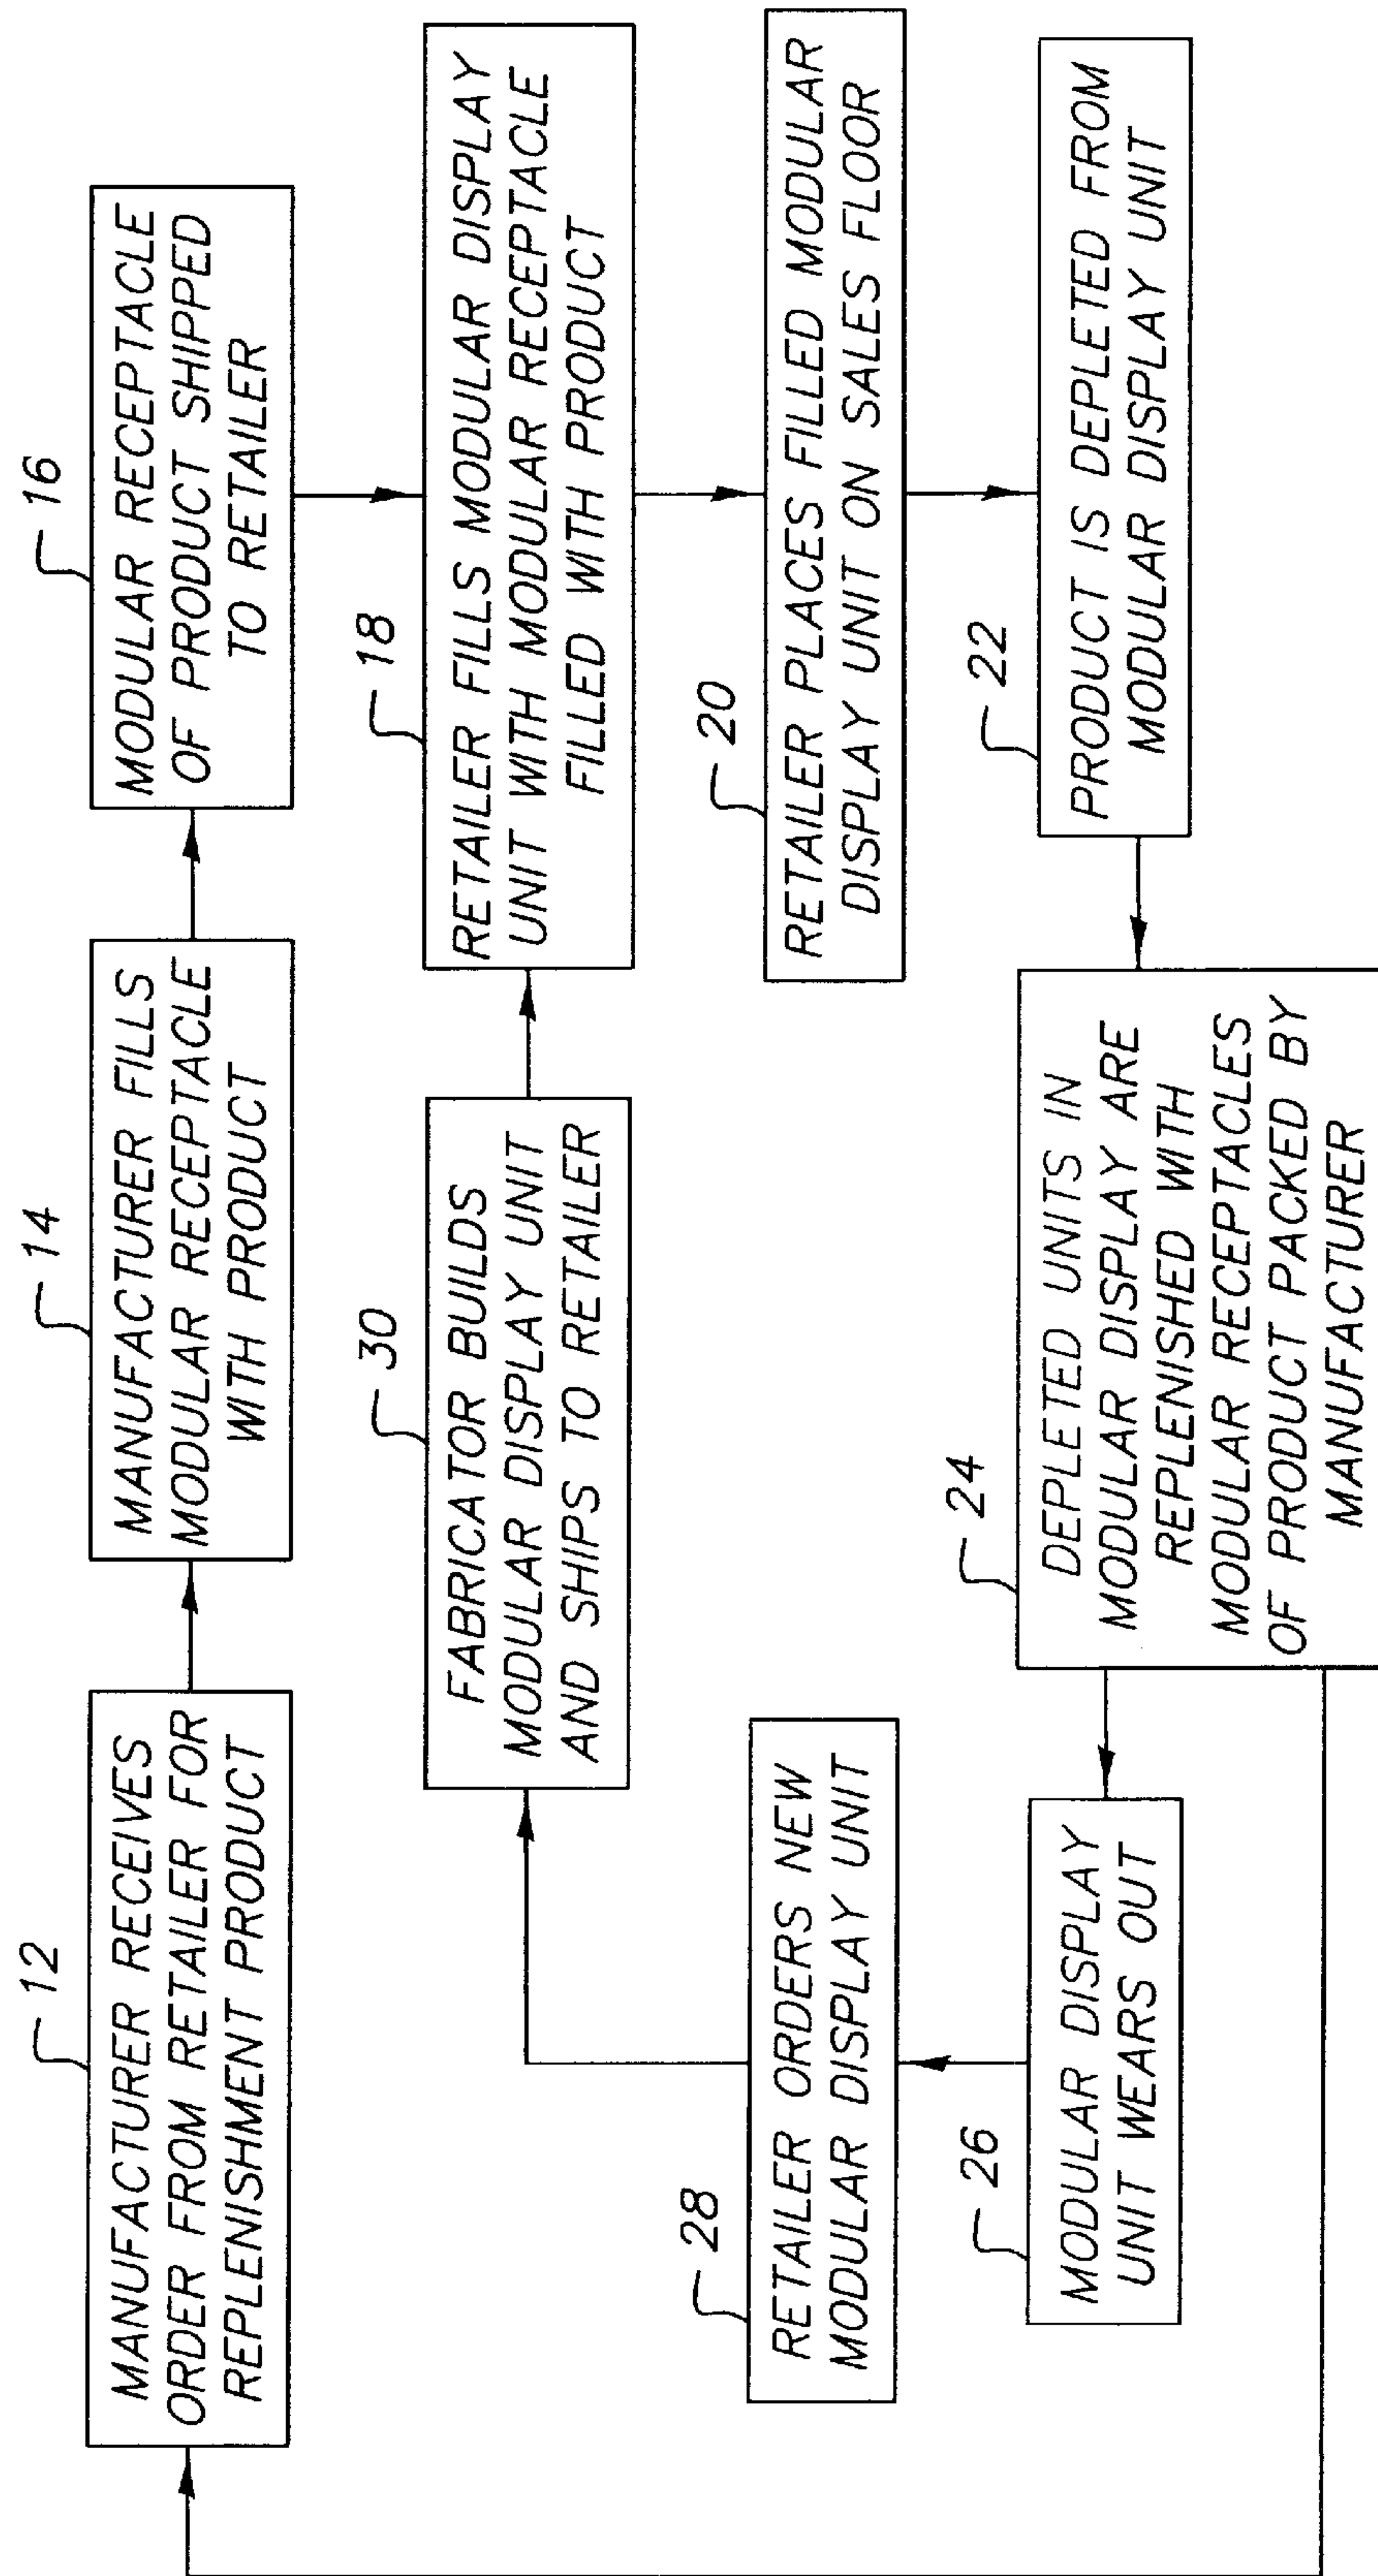 12
MANUFACTURER RECEIVES
ORDER FROM RETAILER FOR
REPLENISHMENT PRODUCT
14
MANUFACTURER FILLS
MODULAR RECEPTACLE
WITH PRODUCT
16
MODULAR RECEPTACLE
OF PRODUCT SHIPPED
TO RETAILER
30
FABRICATOR BUILDS
MODULAR DISPLAY UNIT
AND SHIPS TO RETAILER
18
RETAILER FILLS MODULAR DISPLAY
UNIT WITH MODULAR RECEPTACLE
FILLED WITH PRODUCT
28
RETAILER ORDERS NEW
MODULAR DISPLAY UNIT
20
RETAILER PLACES FILLED MODULAR
DISPLAY UNIT ON SALES FLOOR
26
MODULAR DISPLAY
UNIT WEARS OUT
24
DEPLETED UNITS IN
MODULAR DISPLAY ARE
REPLENISHED WITH
MODULAR RECEPTACLES
OF PRODUCT PACKED BY
MANUFACTURER
22
PRODUCT IS DEPLETED FROM
MODULAR DISPLAY UNIT